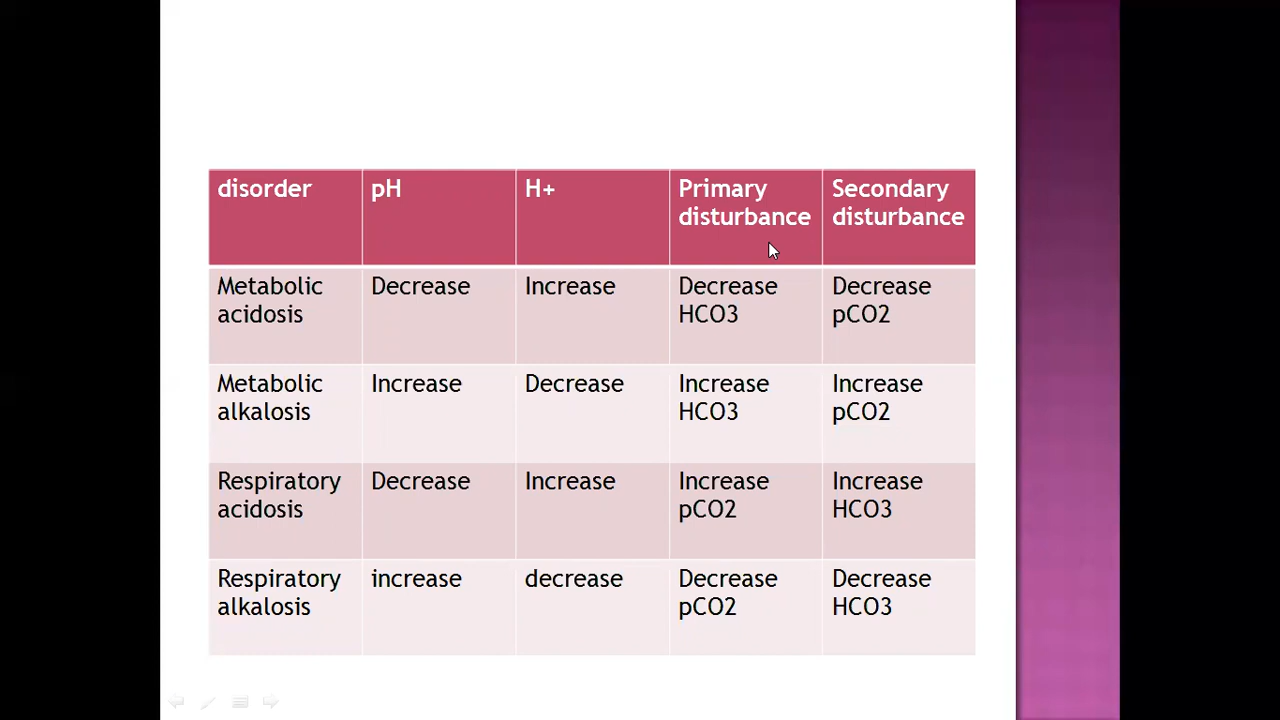 disorder pH H+ Primary disturbance Secondary disturbance
Metabolic acidosis Decrease Increase Decrease HCO3 Decrease pCO2
Metabolic alkalosis Increase Decrease Increase HCO3 Increase pCO2
Respiratory acidosis Decrease Increase Increase pCO2 Increase HCO3
Respiratory alkalosis increase decrease Decrease pCO2 Decrease HCO3